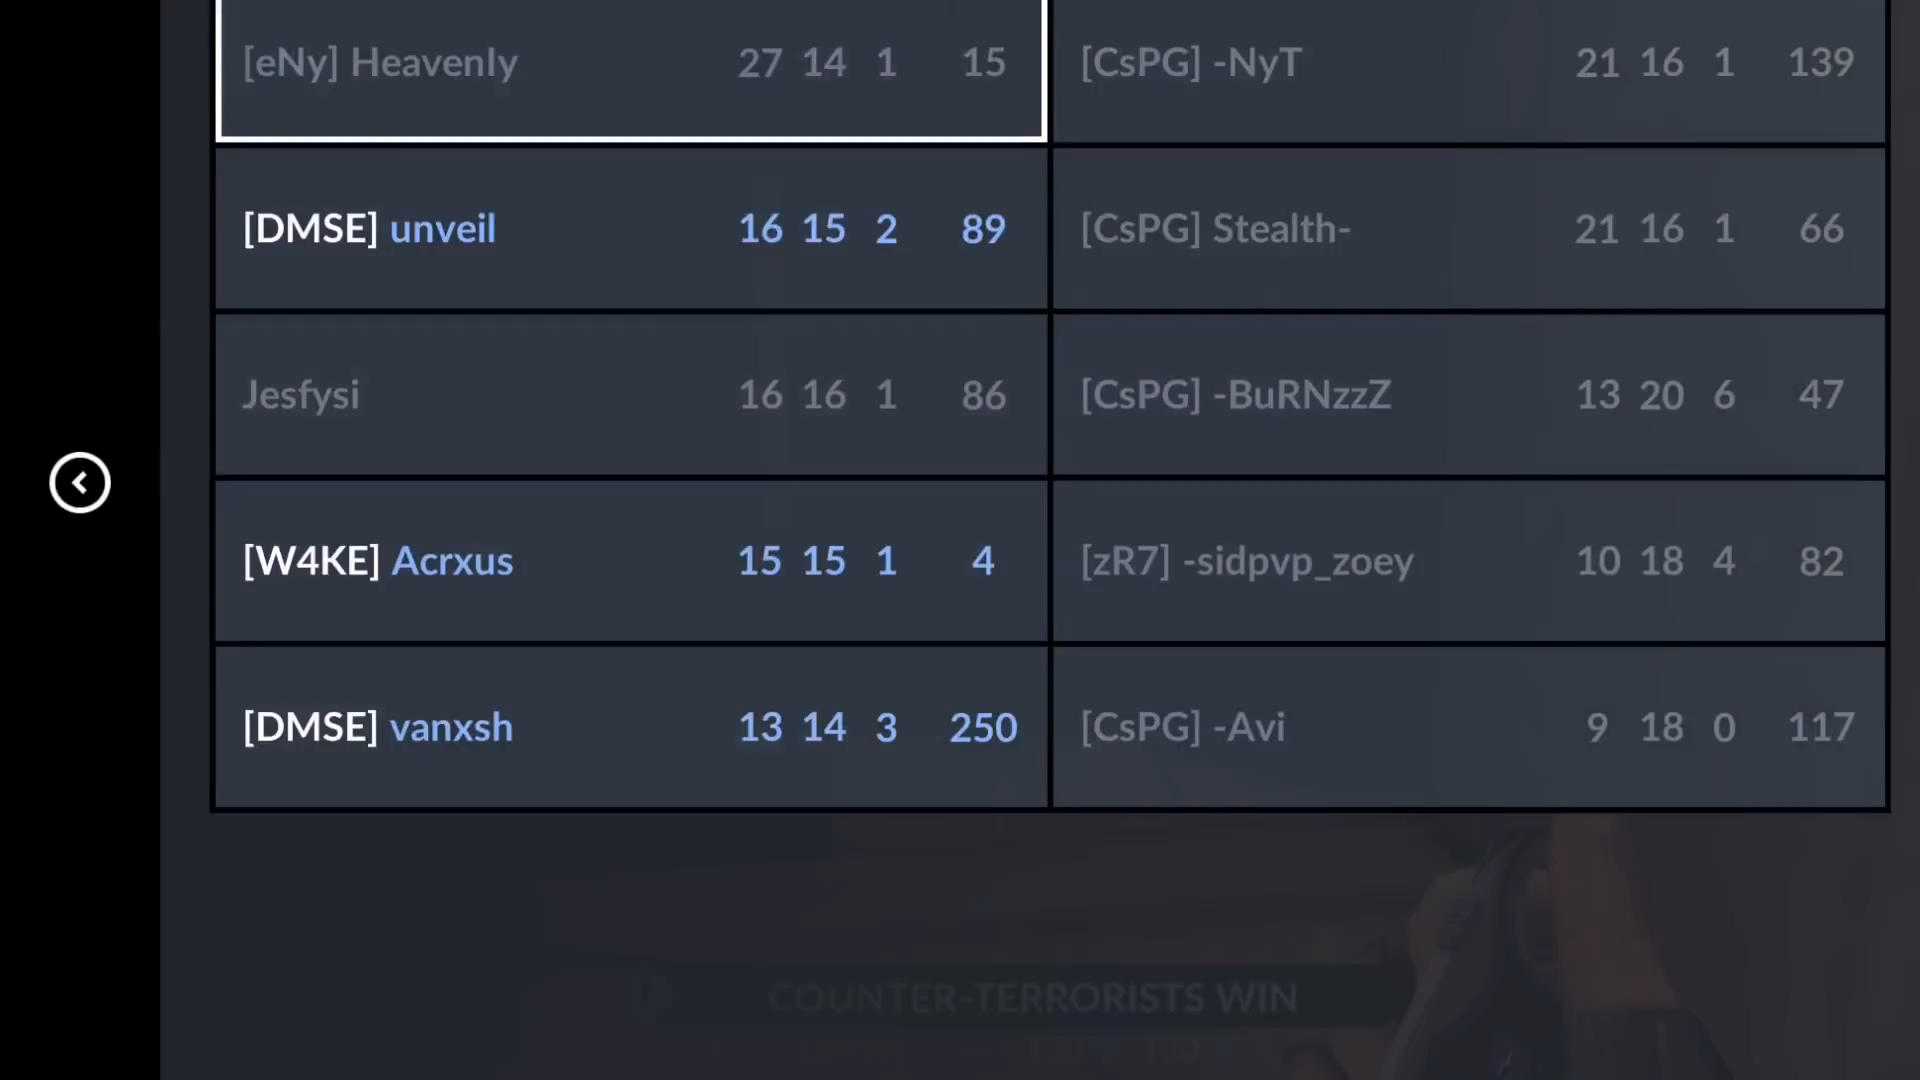 [eNy] Heavenly 27 14 1 15 [CsPG] -NyT 21 16 1 139
[DMSE] unveil 16 15 2 89 [CsPG] Stealth- 21 16 1 66
Jesfysi 16 16 1 86 [CsPG] -BuRNzzZ 13 20 6 47
[W4KE] Acrxus 15 15 1 4 [zR7] -sidpvp_zoey 10 18 4 82
[DMSE] vanxsh 13 14 3 250 [CsPG] -Avi 9 18 0 117
COUNTER-TERRORISTS WIN